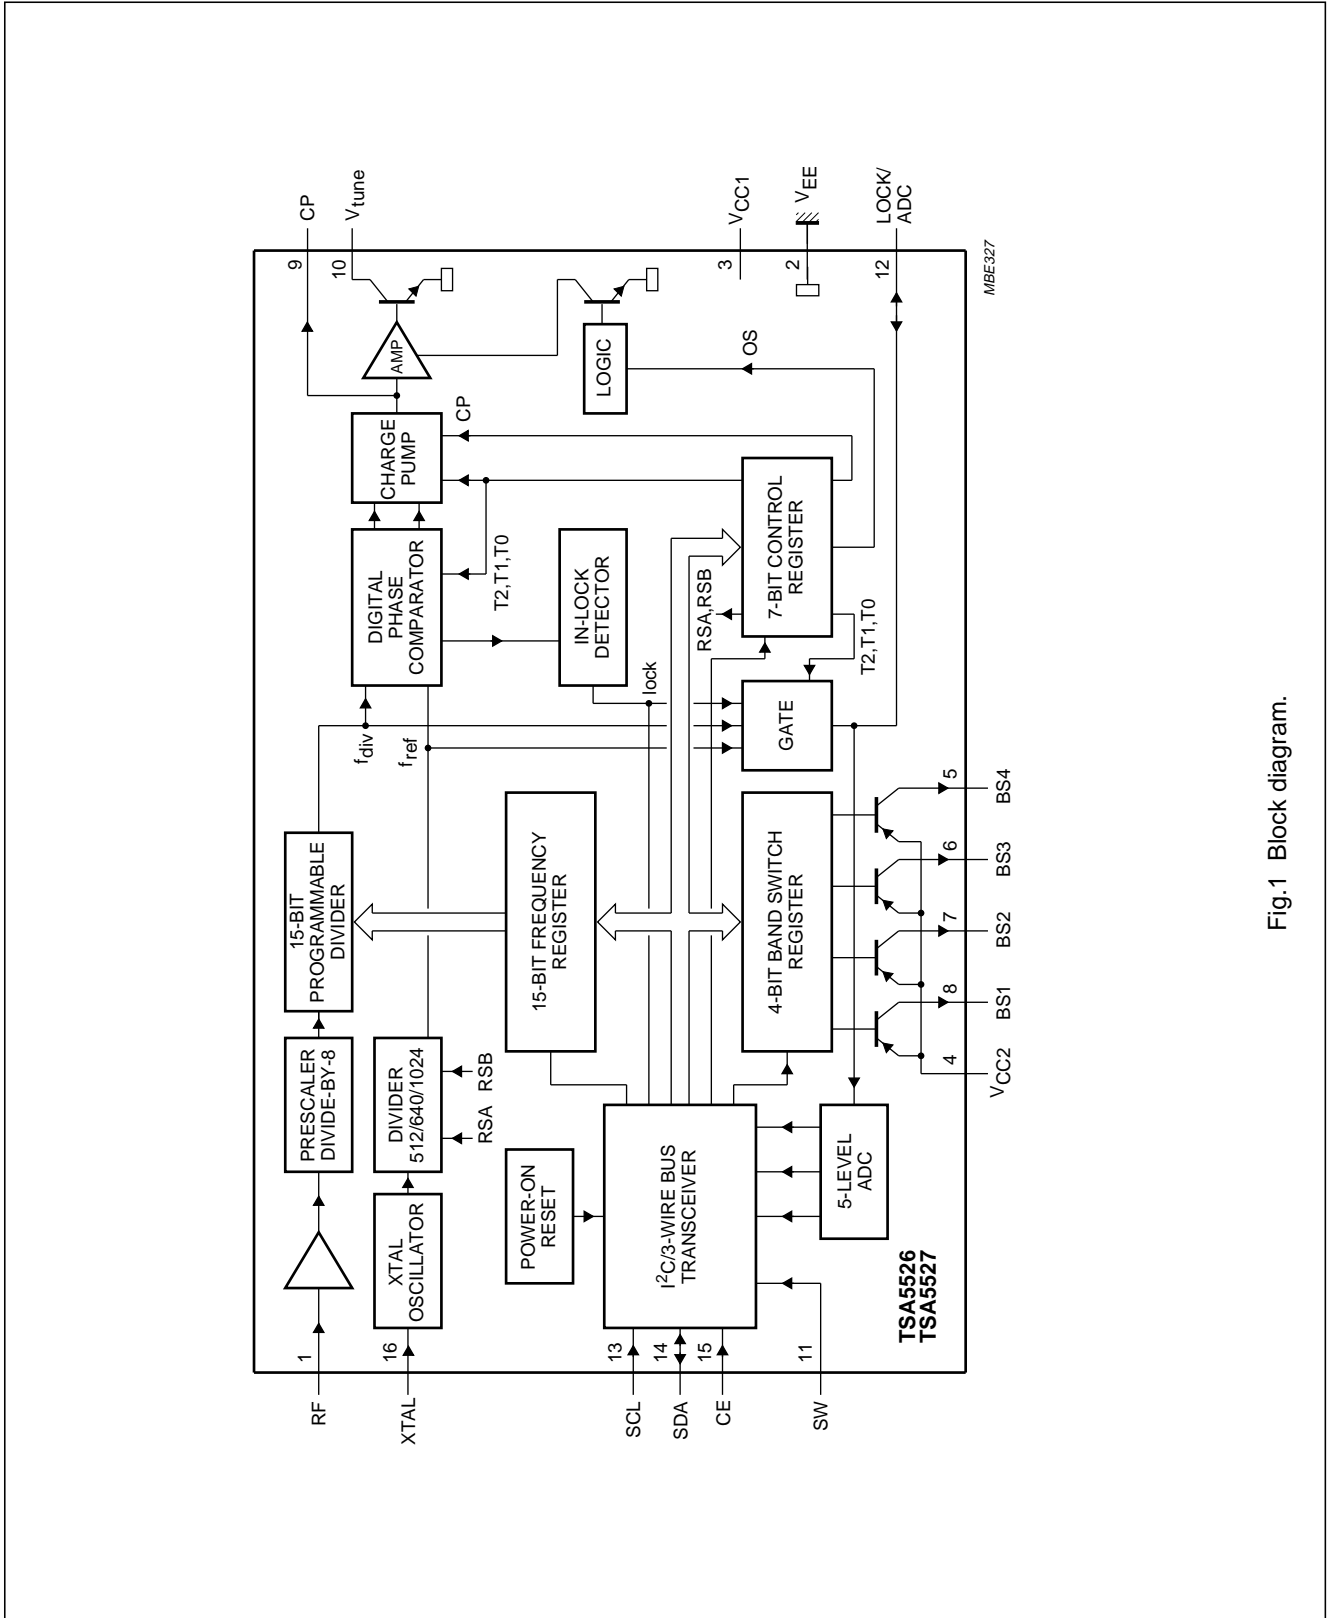 RF
1
PRESCALER
DIVIDE-BY-8
15-BIT
PROGRAMMABLE
DIVIDER
fdiv
DIGITAL
PHASE
COMPARATOR
CHARGE
PUMP
AMP
9
CP
10
Vtune
XTAL
16
XTAL
OSCILLATOR
DIVIDER
512/640/1024
RSA
RSB
fref
T2,T1,T0
CP
POWER-ON
RESET
15-BIT FREQUENCY
REGISTER
IN-LOCK
DETECTOR
lock
LOGIC
OS
SCL
13
SDA
14
CE
15
I2C/3-WIRE BUS
TRANSCEIVER
RSA,RSB
3
VCC1
4-BIT BAND SWITCH
REGISTER
GATE
7-BIT CONTROL
REGISTER
2
VEE
SW
11
5-LEVEL
ADC
T2,T1,T0
12
LOCK/
ADC
TSA5526
TSA5527
4
8
7
6
5
VCC2
BS1
BS2
BS3
BS4
MBE327
Fig.1 Block diagram.